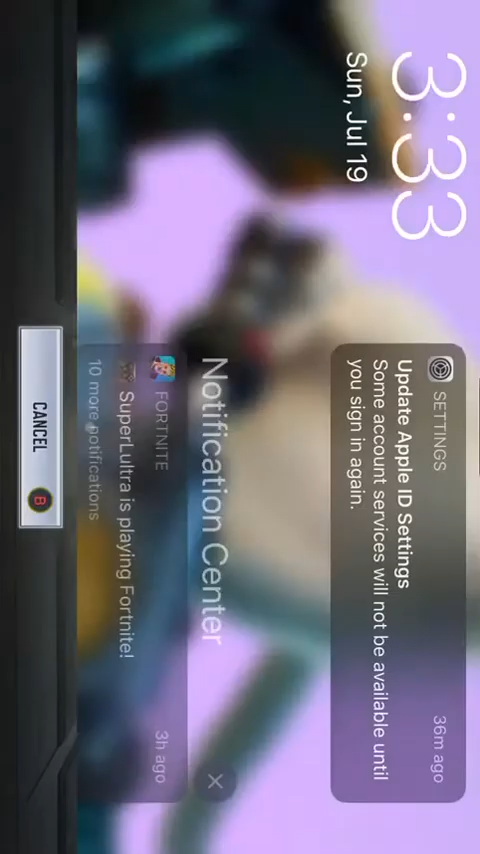 3:33
Sun, Jul 19
SETTINGS
36m ago
Update Apple ID Settings
Some account services will not be available until
you sign in again.
Notification Center
FORTNITE
3h ago
SuperLultra is playing Fortnite!
10 more notifications
CANCEL B